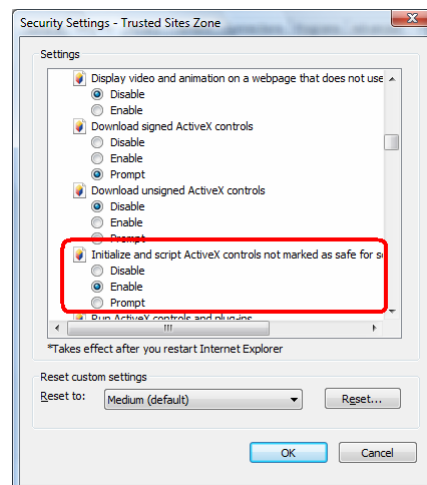 Security Settings - Trusted Sites Zone
Settings
Display video and animation on a webpage that does not use
Disable
Enable
Download signed ActiveX controls
Disable
Enable
Prompt
Download unsigned ActiveX controls
Disable
Enable
Prompt
Initialize and script ActiveX controls not marked as safe for s
Disable
Enable
Prompt
Run ActiveX controls and plug-ins
*Takes effect after you restart Internet Explorer
Reset custom settings
Reset to: Medium (default) Reset...
OK Cancel